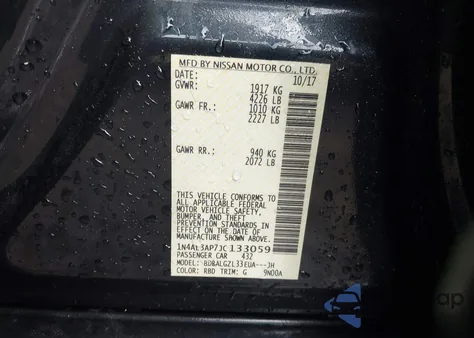 MFD BY NISSAN MOTOR CO., LTD.
DATE: 10/17
GVWR: 1917 KG
4226 LB
GAWR FR.: 1010 KG
2227 LB
GAWR RR.: 940 KG
2072 LB
THIS VEHICLE CONFORMS TO
ALL APPLICABLE FEDERAL
MOTOR VEHICLE SAFETY,
BUMPER, AND THEFT
PREVENTION STANDARDS IN
EFFECT ON THE DATE OF
MANUFACTURE SHOWN ABOVE.
1N4AL3AP7JC133059
PASSENGER CAR 432
MODEL: BDBALGZL33EUA---JH
COLOR: RBD TRIM: G 9N00A